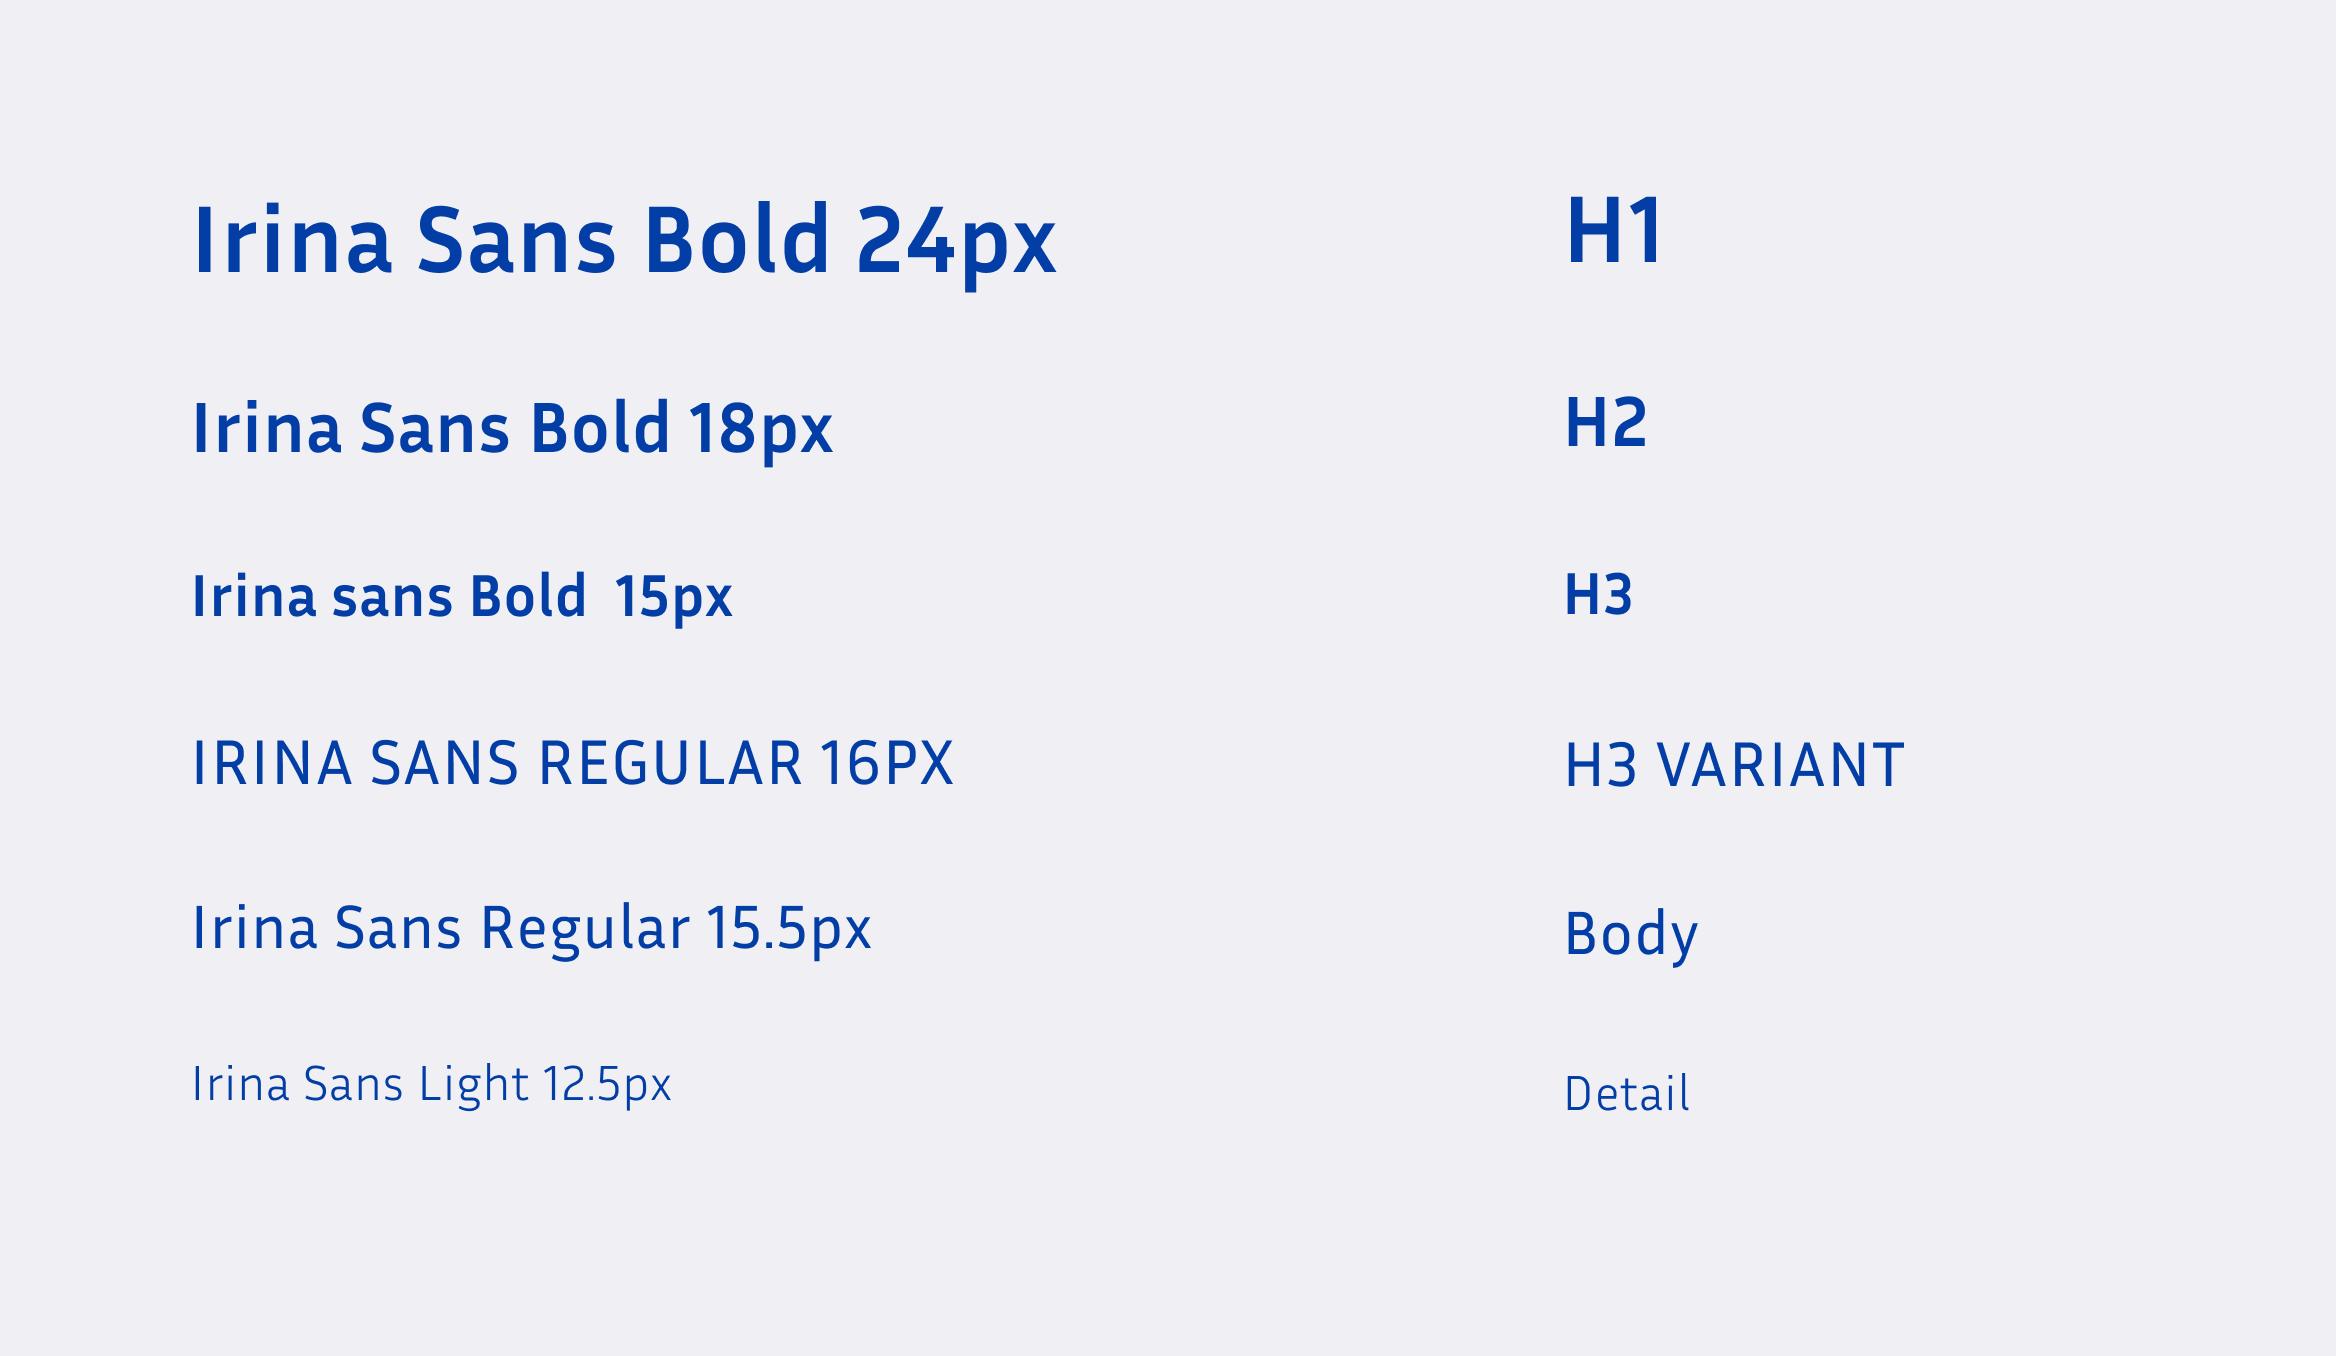 Irina Sans Bold 24px H1
Irina Sans Bold 18px H2
Irina sans Bold  15px H3
IRINA SANS REGULAR 16PX H3 VARIANT
Irina Sans Regular 15.5px Body
Irina Sans Light 12.5px Detail